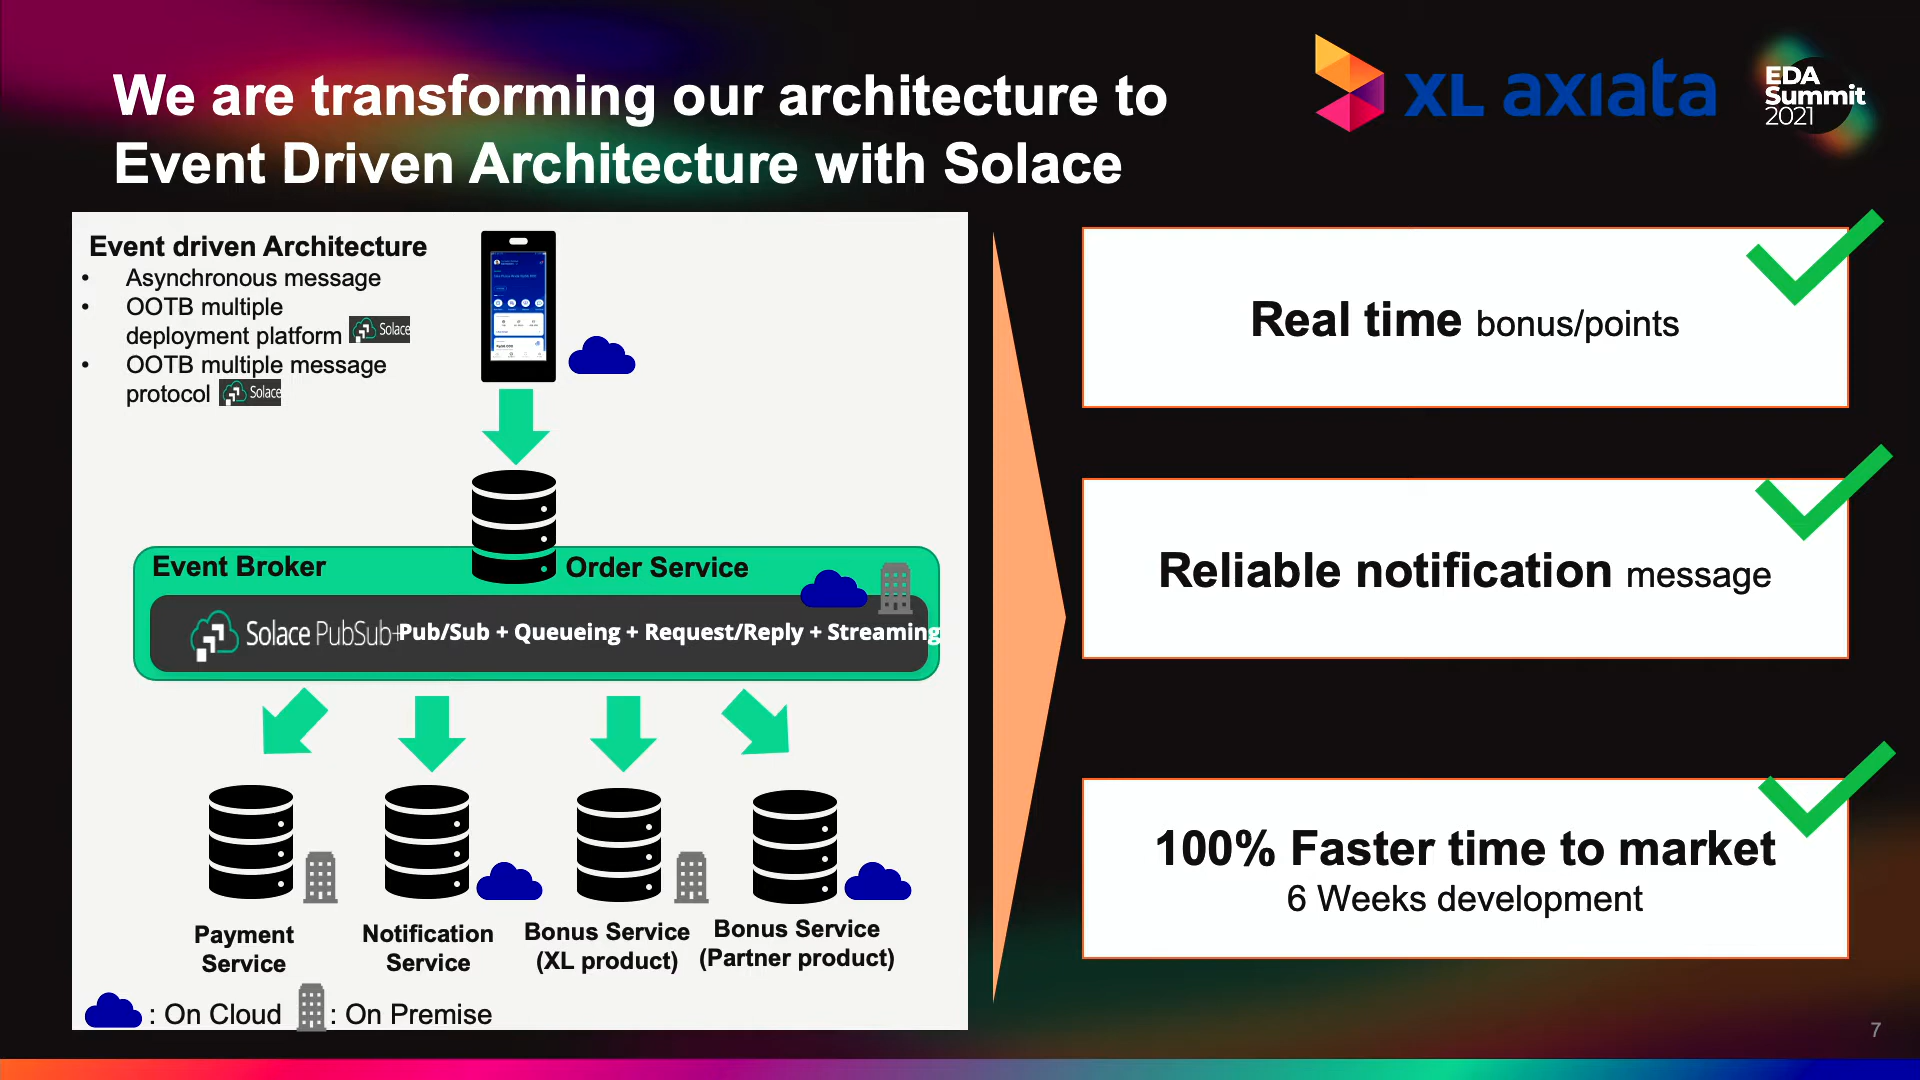 We are transforming our architecture to
Event Driven Architecture with Solace
XL axiata
EDA
Summit
2021
Event driven Architecture
• Asynchronous message
• OOTB multiple
deployment platform Solace
• OOTB multiple message
protocol Solace
Event Broker
Order Service
Solace PubSub+
Pub/Sub + Queueing + Request/Reply + Streaming
Payment
Service
Notification
Service
Bonus Service
(XL product)
Bonus Service
(Partner product)
: On Cloud
: On Premise
Real time bonus/points
Reliable notification message
100% Faster time to market
6 Weeks development
7